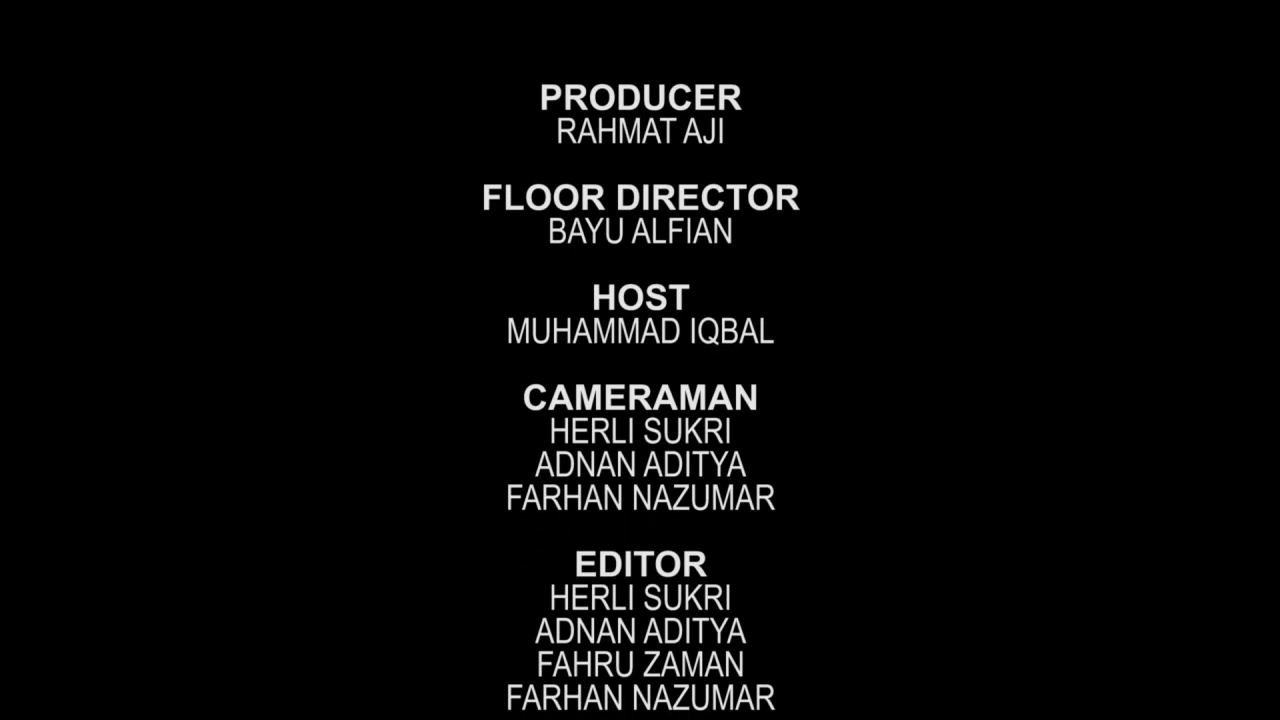 PRODUCER
RAHMAT AJI
FLOOR DIRECTOR
BAYU ALFIAN
HOST
MUHAMMAD IQBAL
CAMERAMAN
HERLI SUKRI
ADNAN ADITYA
FARHAN NAZUMAR
EDITOR
HERLI SUKRI
ADNAN ADITYA
FAHRU ZAMAN
FARHAN NAZUMAR